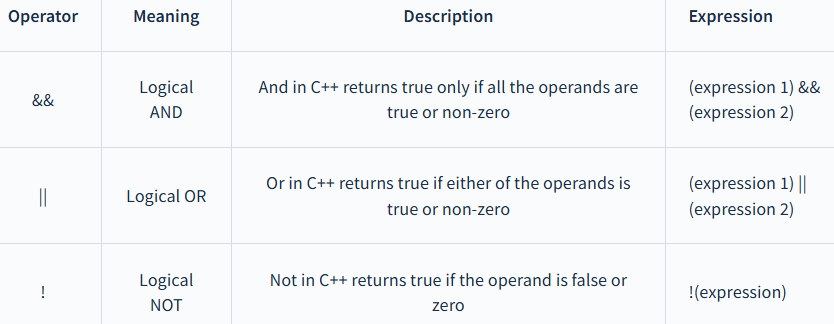 Operator Meaning Description Expression
&& Logical AND And in C++ returns true only if all the operands are true or non-zero (expression 1) && (expression 2)
|| Logical OR Or in C++ returns true if either of the operands is true or non-zero (expression 1) || (expression 2)
! Logical NOT Not in C++ returns true if the operand is false or zero !(expression)